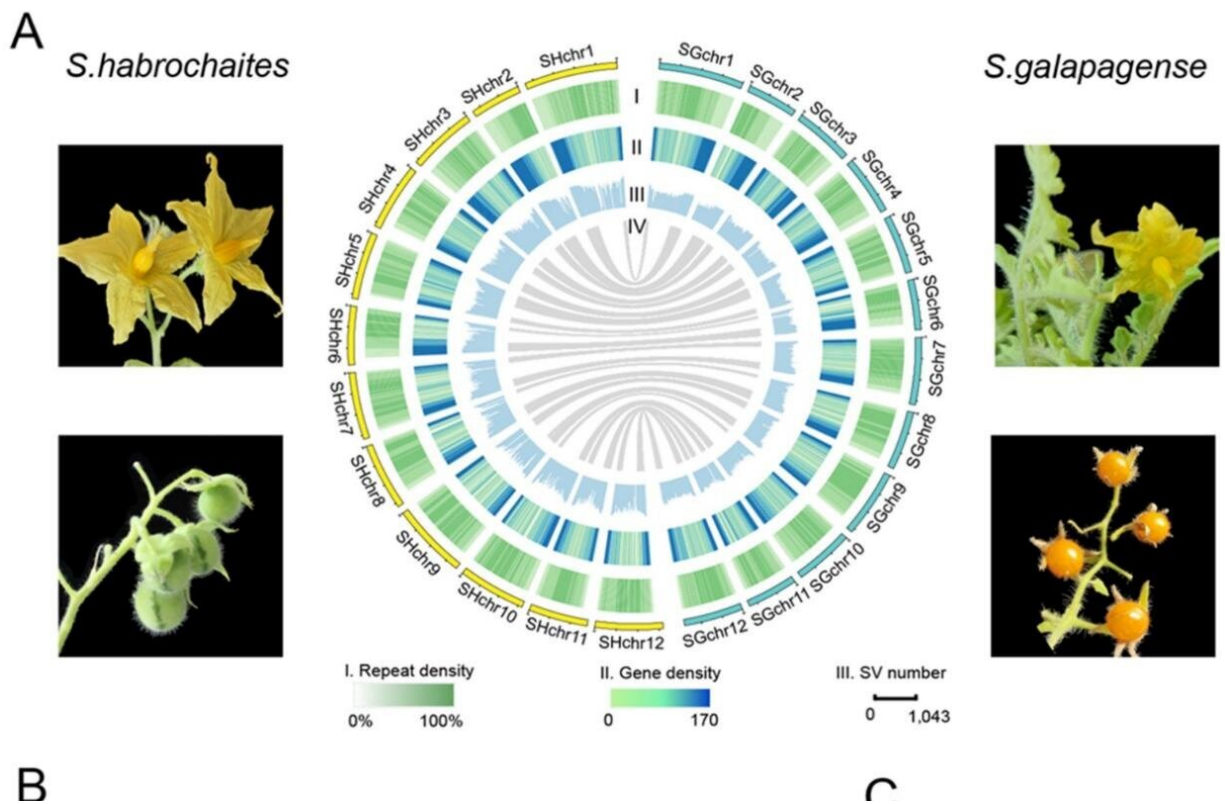 A
S.habrochaites
S.galapagense
SHchr1
SHchr2
SHchr3
SHchr4
SHchr5
SHchr6
SHchr7
SHchr8
SHchr9
SHchr10
SHchr11
SHchr12
SGchr1
SGchr2
SGchr3
SGchr4
SGchr5
SGchr6
SGchr7
SGchr8
SGchr9
SGchr10
SGchr11
SGchr12
I
II
III
IV
I. Repeat density
0% 100%
II. Gene density
0 170
III. SV number
0 1,043
B
C